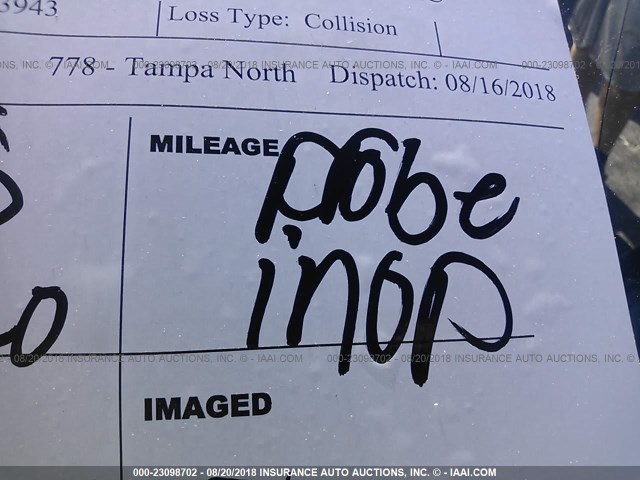 3943
Loss Type: Collision
778 - Tampa North Dispatch: 08/16/2018
MILEAGE probe
inop
IMAGED
000-23098702 - 08/20/2018 INSURANCE AUTO AUCTIONS, INC. - IAAI.COM